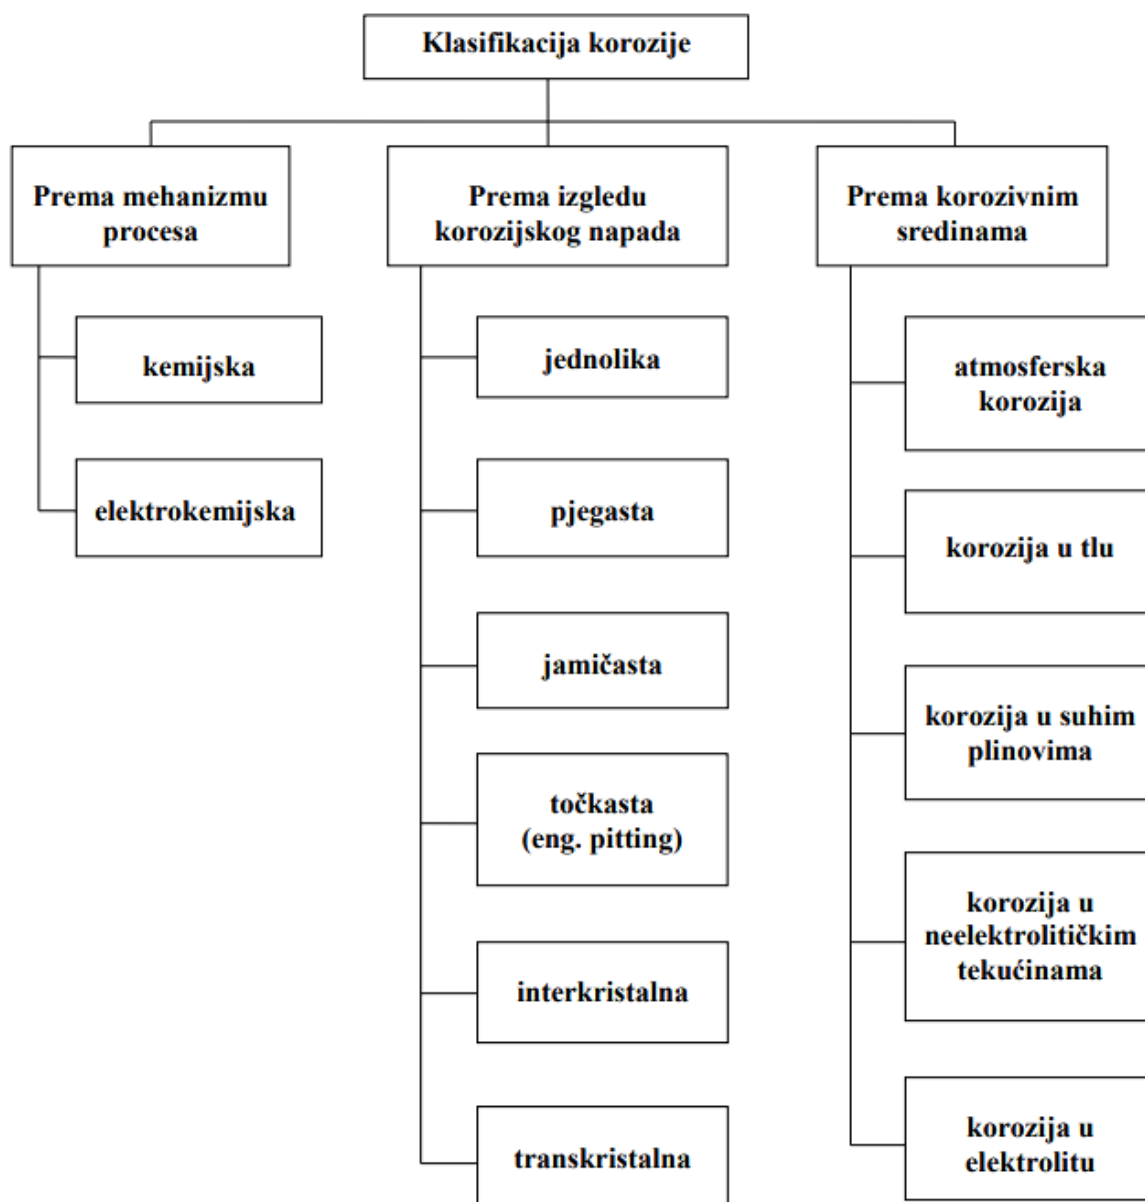 Klasifikacija korozije
Prema mehanizmu
procesa
kemijska
elektrokemijska
Prema izgledu
korozijskog napada
jednolika
pjegasta
jamičasta
točkasta
(eng. pitting)
interkristalna
transkristalna
Prema korozivnim
sredinama
atmosferska
korozija
korozija u tlu
korozija u suhim
plinovima
korozija u
neelektrolitičkim
tekućinama
korozija u
elektrolitu